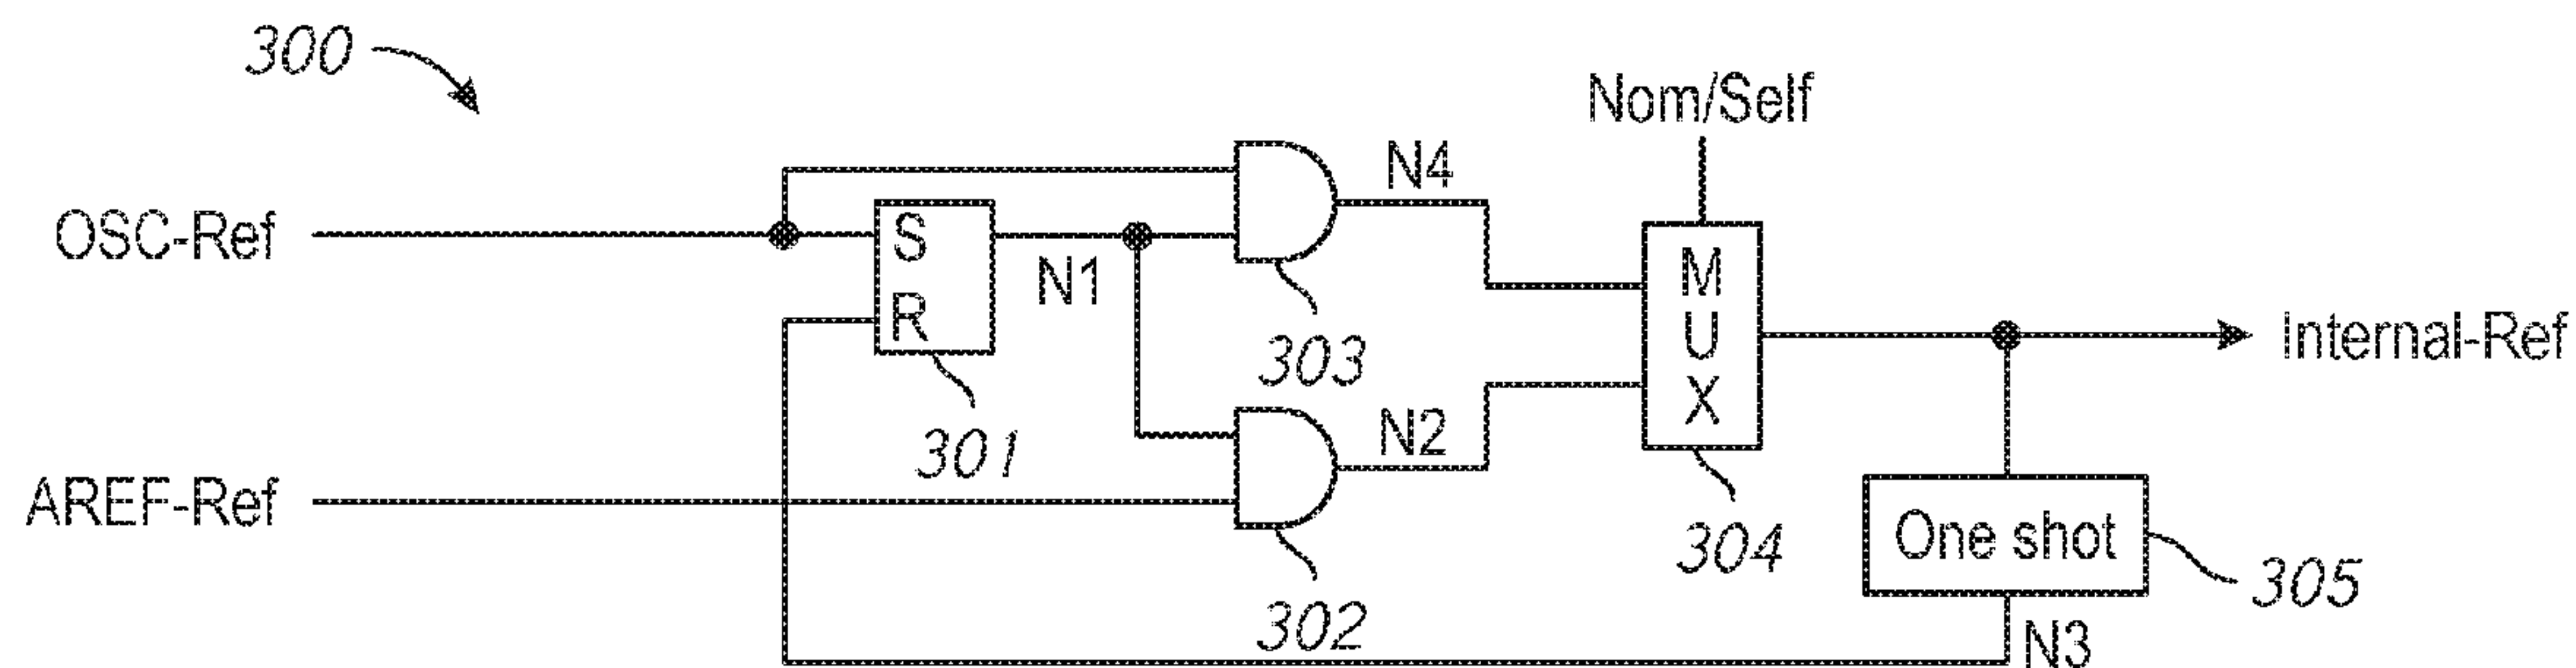 300
Nom/Self
OSC-Ref
S
R
N1
N4
303
M
U
X
Internal-Ref
301
AREF-Ref
N2
302
304
One shot
305
N3